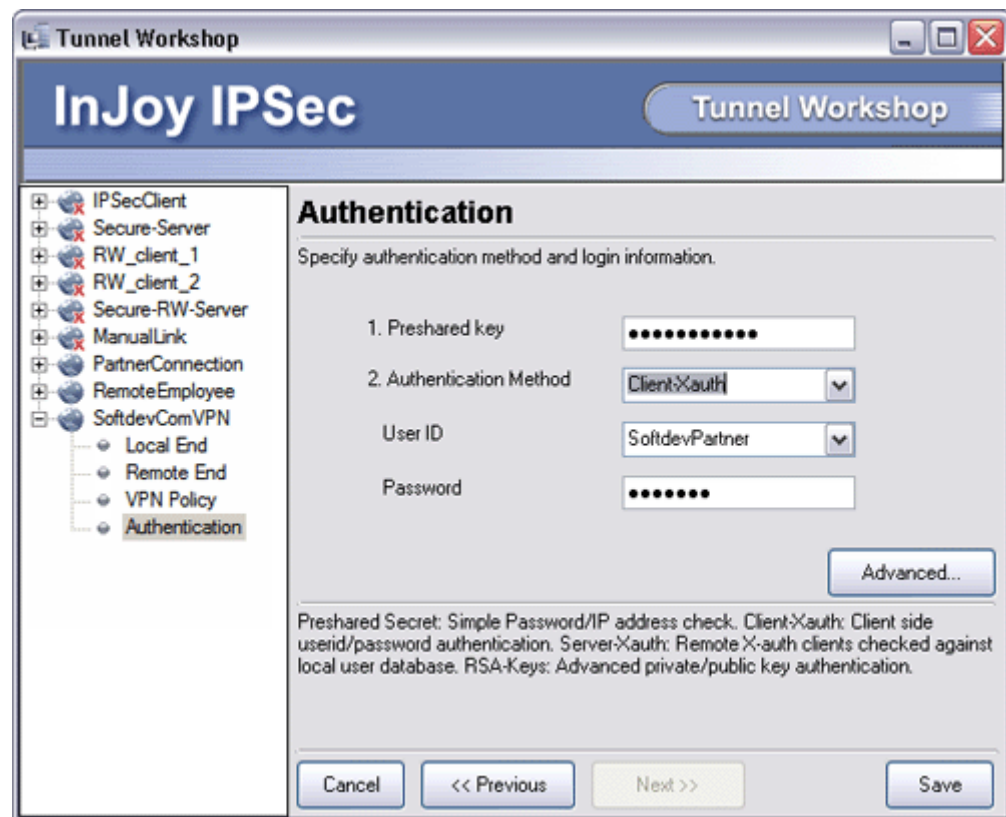 Tunnel Workshop
InJoy IPSec
Tunnel Workshop
IPSecClient
Secure-Server
RW_client_1
RW_client_2
Secure-RW-Server
ManualLink
PartnerConnection
RemoteEmployee
SoftdevComVPN
Local End
Remote End
VPN Policy
Authentication
Authentication
Specify authentication method and login information.
1. Preshared key
●●●●●●●●●●●
2. Authentication Method
Client-Xauth
User ID
SoftdevPartner
Password
●●●●●●●
Advanced...
Preshared Secret: Simple Password/IP address check. Client-Xauth: Client side
userid/password authentication. Server-Xauth: Remote X-auth clients checked against
local user database. RSA-Keys: Advanced private/public key authentication.
Cancel
<< Previous
Next >>
Save